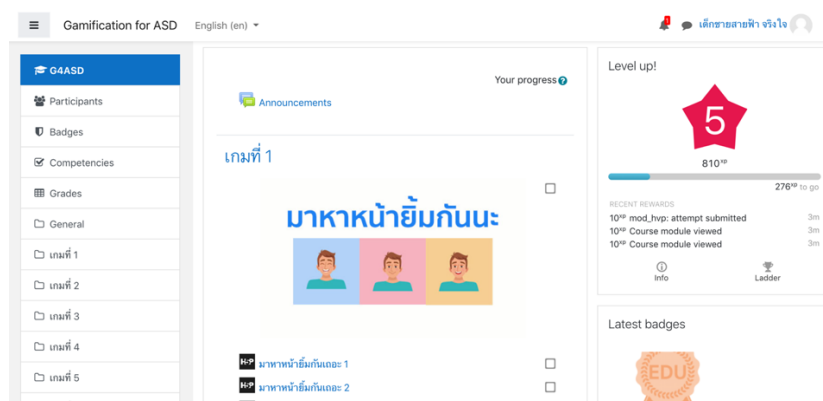 Gamification for ASD
English (en)
1
เด็กชายสายฟ้า จริงใจ
G4ASD
Participants
Badges
Competencies
Grades
General
เกมที่ 1
เกมที่ 2
เกมที่ 3
เกมที่ 4
เกมที่ 5
Your progress
Announcements
เกมที่ 1
มาหาหน้ายิ้มกันนะ
H-P มาหาหน้ายิ้มกันเถอะ 1
H-P มาหาหน้ายิ้มกันเถอะ 2
Level up!
5
810xp
276xp to go
RECENT REWARDS
10xp mod_hvp: attempt submitted 3m
10xp Course module viewed 3m
10xp Course module viewed 3m
Info Ladder
Latest badges
EDU